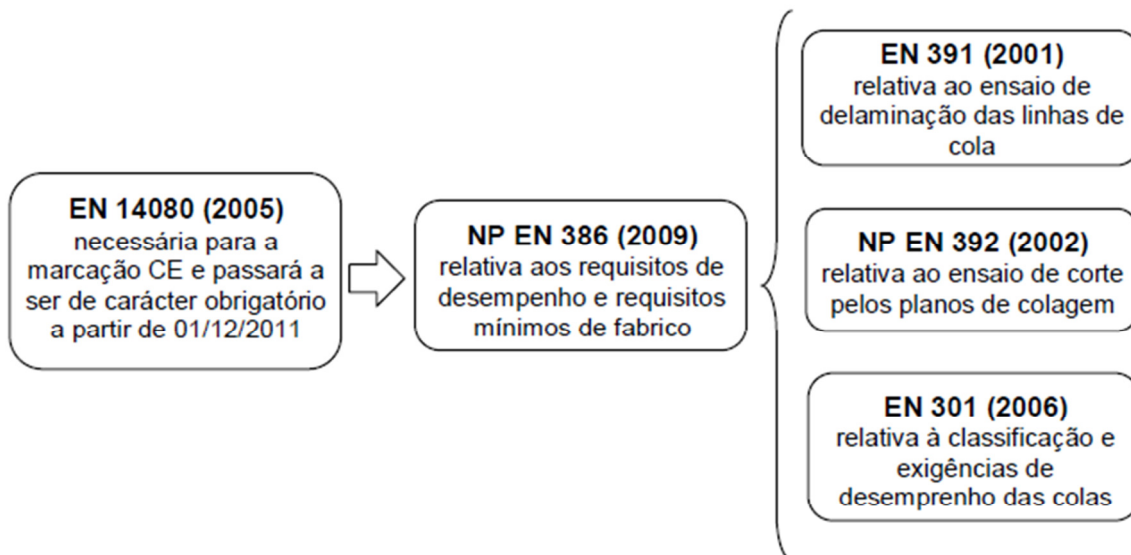 EN 14080 (2005)
necessária para a
marcação CE e passará a
ser de carácter obrigatório
a partir de 01/12/2011
NP EN 386 (2009)
relativa aos requisitos de
desempenho e requisitos
mínimos de fabrico
EN 391 (2001)
relativa ao ensaio de
delaminação das linhas de
cola
NP EN 392 (2002)
relativa ao ensaio de corte
pelos planos de colagem
EN 301 (2006)
relativa à classificação e
exigências de
desemprenho das colas